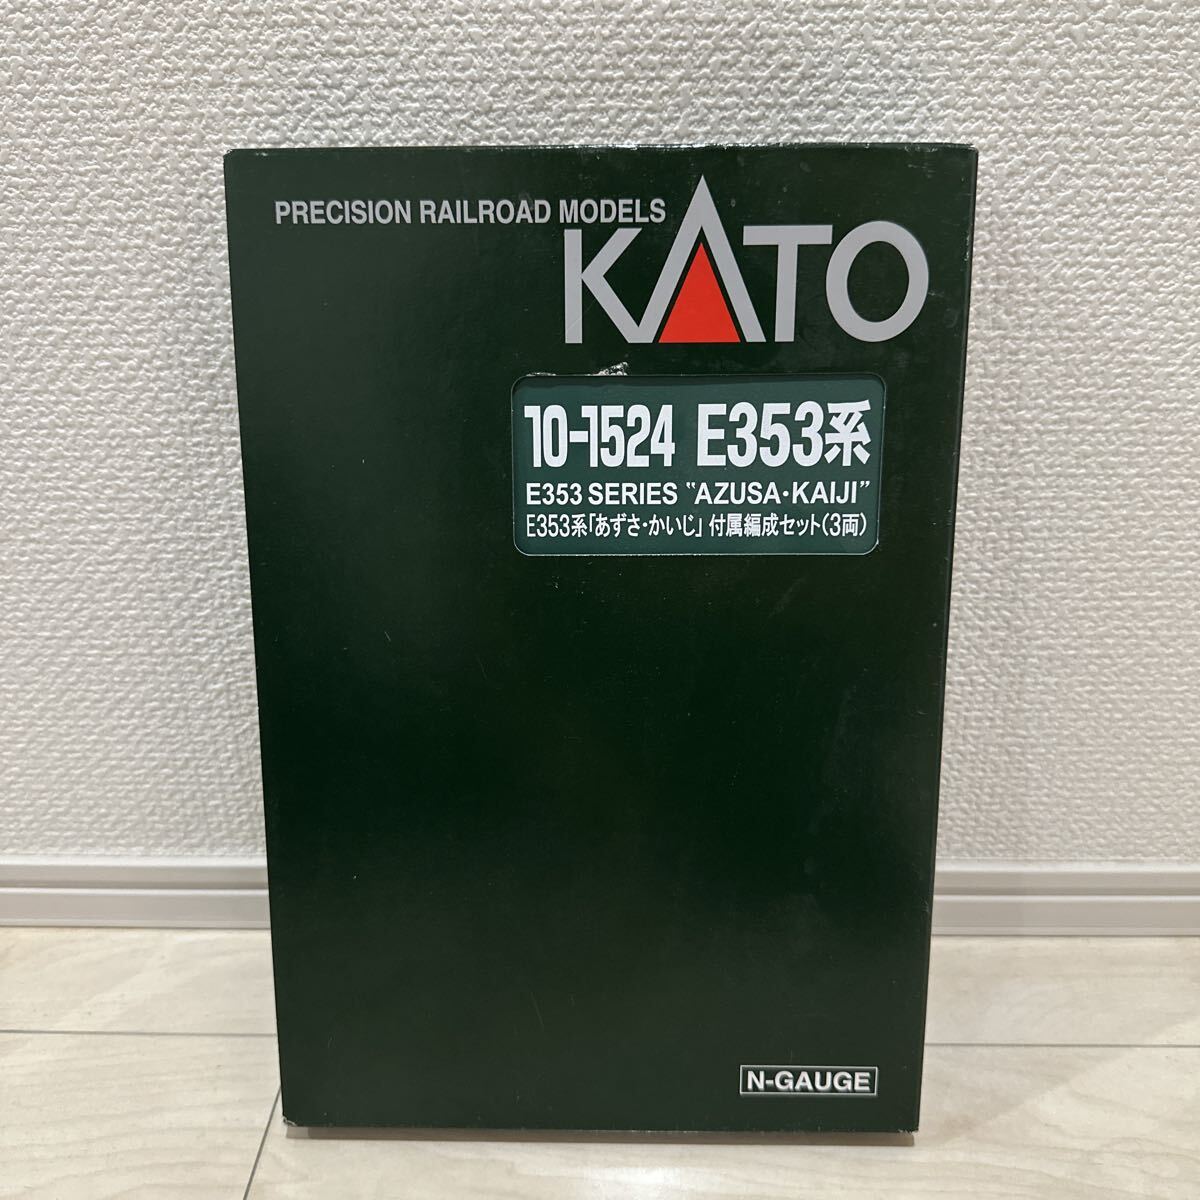 PRECISION RAILROAD MODELS
KATO
10-1524 E353系
E353 SERIES “AZUSA・KAIJI”
E353系「あずさ・かいじ」付属編成セット(3両)
N-GAUGE